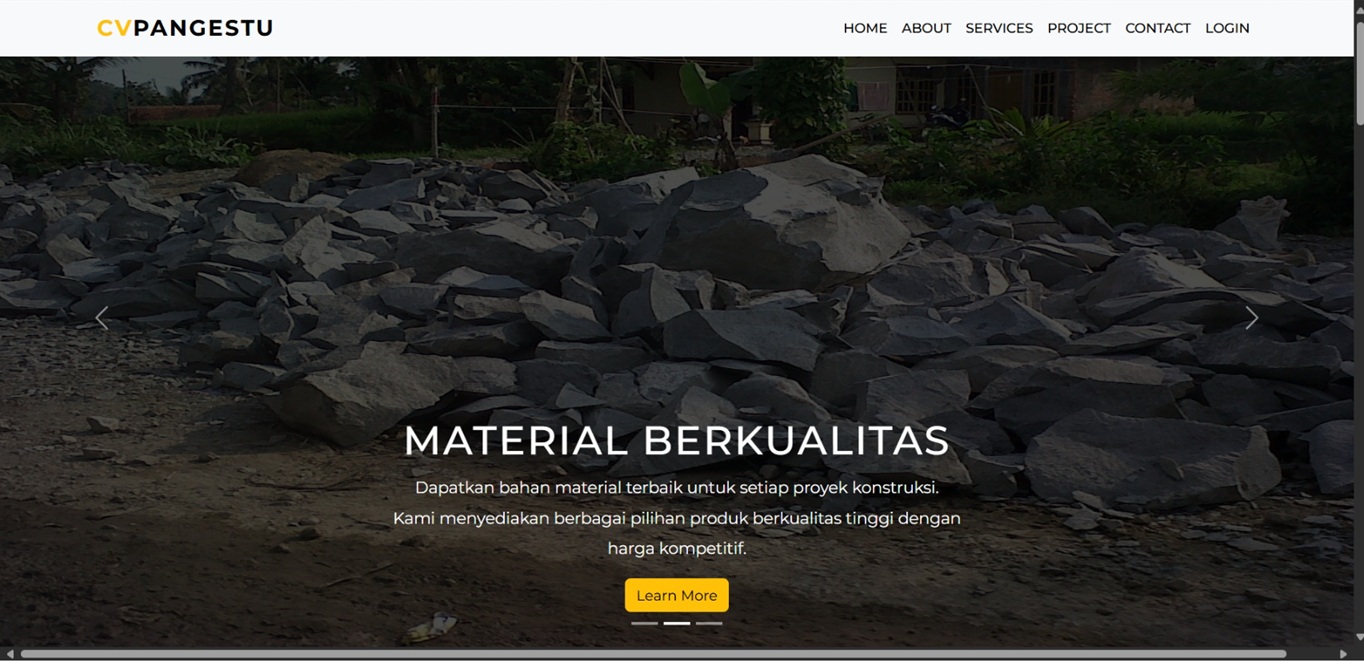 CVPANGESTU
HOME ABOUT SERVICES PROJECT CONTACT LOGIN
MATERIAL BERKUALITAS
Dapatkan bahan material terbaik untuk setiap proyek konstruksi.
Kami menyediakan berbagai pilihan produk berkualitas tinggi dengan
harga kompetitif.
Learn More